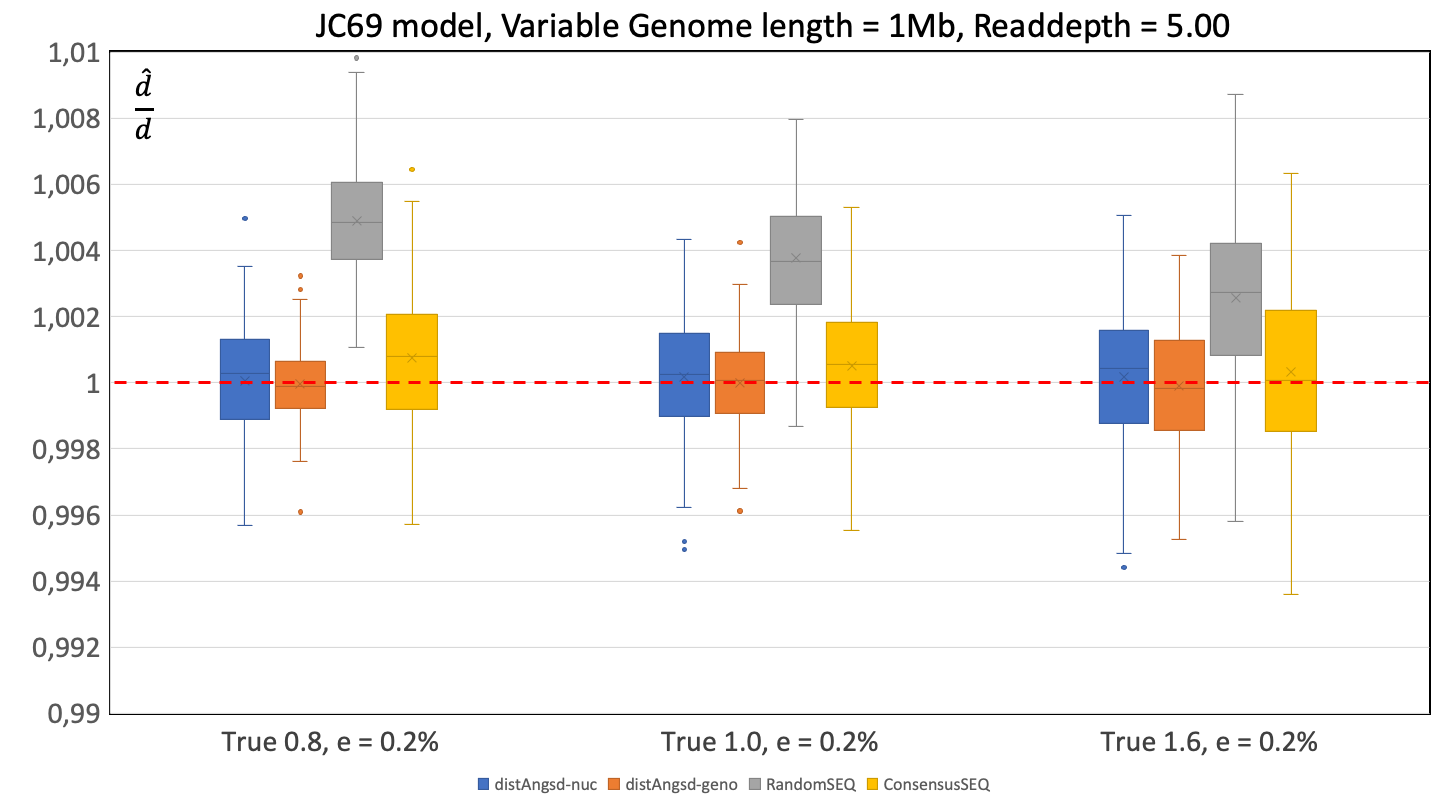 JC69 model, Variable Genome length = 1Mb, Readdepth = 5.00
d̂
d
1,01
1,008
1,006
1,004
1,002
1
0,998
0,996
0,994
0,992
0,99
True 0.8, e = 0.2% True 1.0, e = 0.2% True 1.6, e = 0.2%
distAngsd-nuc distAngsd-geno RandomSEQ ConsensusSEQ